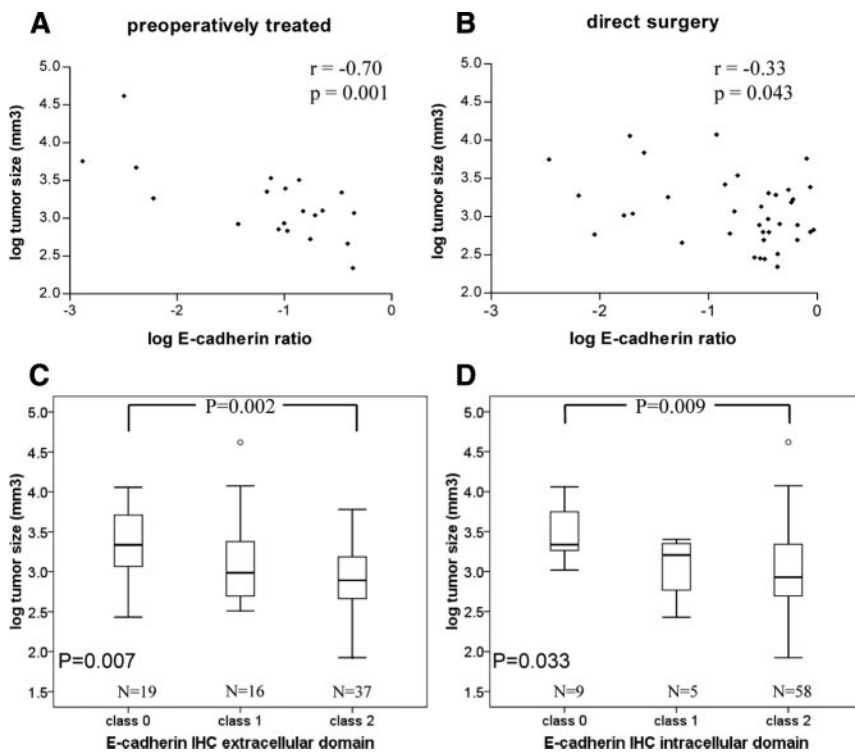 A
preoperatively treated
r = -0.70
p = 0.001
log tumor size (mm3)
5.0
4.5
4.0
3.5
3.0
2.5
2.0
-3
-2
-1
0
log E-cadherin ratio
B
direct surgery
r = -0.33
p = 0.043
log tumor size (mm3)
5.0
4.5
4.0
3.5
3.0
2.5
2.0
-3
-2
-1
0
log E-cadherin ratio
C
P=0.002
log tumor size (mm3)
5.0
4.5
4.0
3.5
3.0
2.5
2.0
1.5
P=0.007
N=19
N=16
N=37
class 0
class 1
class 2
E-cadherin IHC extracellular domain
D
P=0.009
log tumor size (mm3)
5.0
4.5
4.0
3.5
3.0
2.5
2.0
1.5
P=0.033
N=9
N=5
N=58
class 0
class 1
class 2
E-cadherin IHC intracellular domain